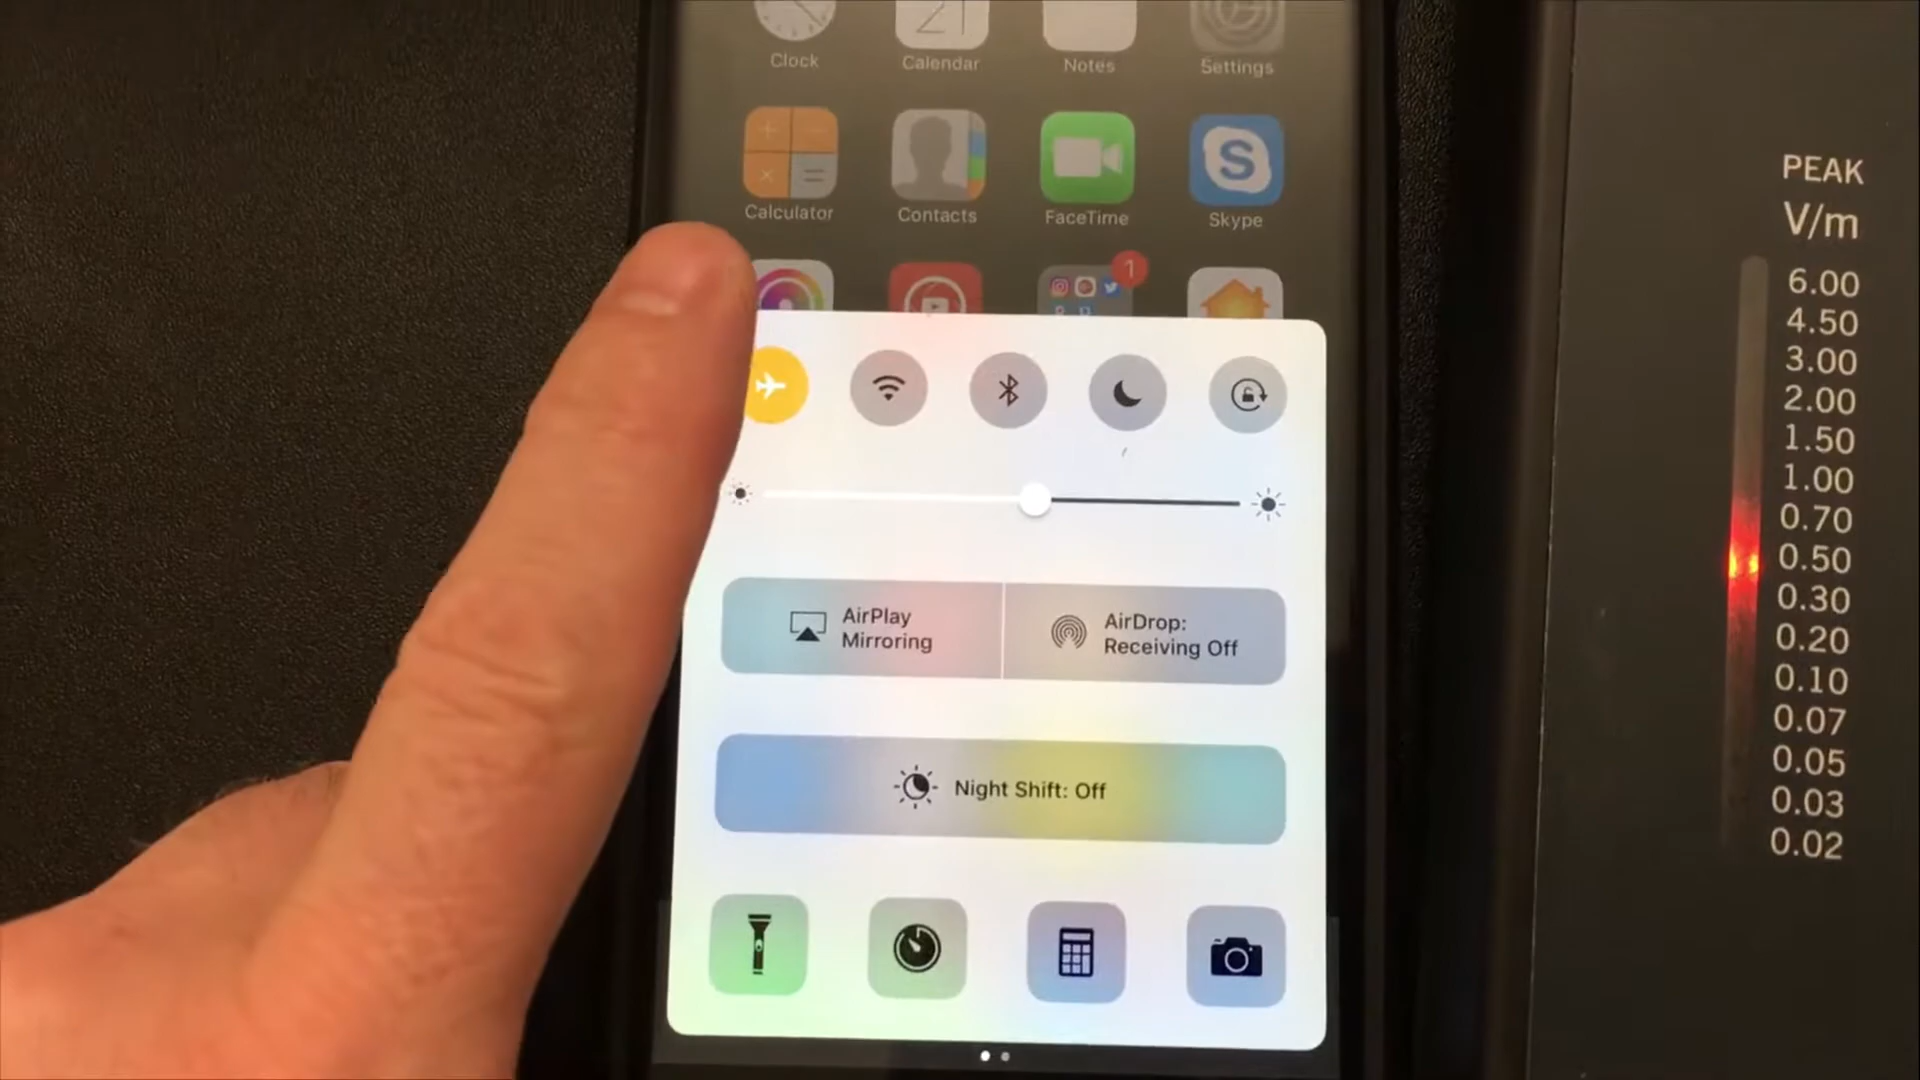 21
Clock
Calendar
Notes
Settings
Calculator
Contacts
FaceTime
Skype
S
1
AirPlay
Mirroring
AirDrop:
Receiving Off
Night Shift: Off
PEAK
V/m
6.00
4.50
3.00
2.00
1.50
1.00
0.70
0.50
0.30
0.20
0.10
0.07
0.05
0.03
0.02